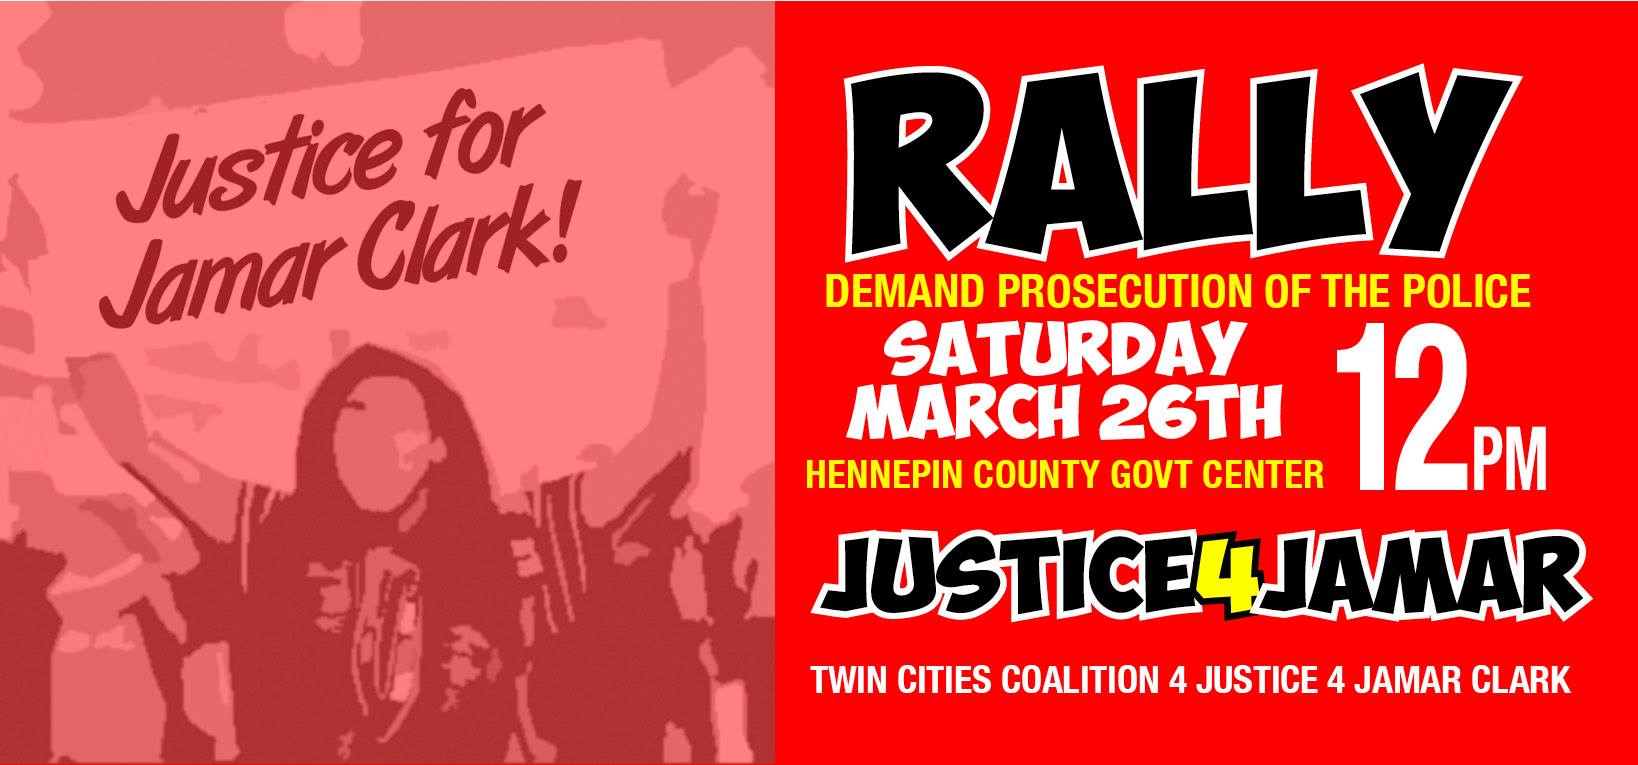 Justice for
Jamar Clark!
RALLY
DEMAND PROSECUTION OF THE POLICE
SATURDAY
MARCH 26TH
12PM
HENNEPIN COUNTY GOVT CENTER
JUSTICE4JAMAR
TWIN CITIES COALITION 4 JUSTICE 4 JAMAR CLARK